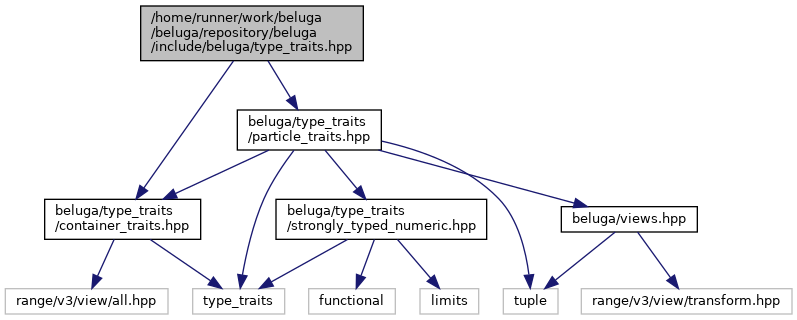 /home/runner/work/beluga
/beluga/repository/beluga
/include/beluga/type_traits.hpp
beluga/type_traits
/particle_traits.hpp
beluga/type_traits
/container_traits.hpp
beluga/type_traits
/strongly_typed_numeric.hpp
beluga/views.hpp
range/v3/view/all.hpp
type_traits
functional
limits
tuple
range/v3/view/transform.hpp